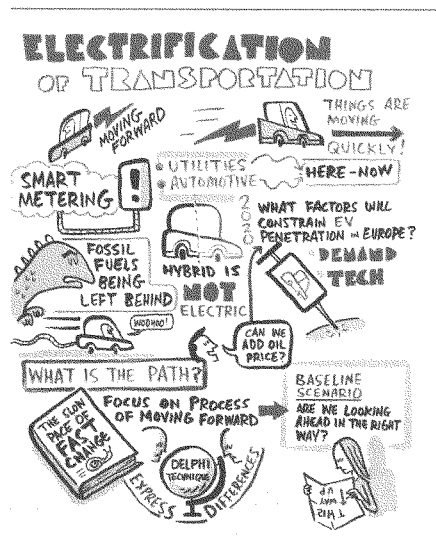 ELECTRIFICATION
OF TRANSPORTATION
MOVING
FORWARD
THINGS ARE
MOVING
QUICKLY!
SMART
METERING
!
• UTILITIES
• AUTOMOTIVE
HERE-NOW
2020
WHAT FACTORS WILL
CONSTRAIN EV
PENETRATION IN EUROPE?
DEMAND
TECH
FOSSIL
FUELS
BEING
LEFT BEHIND
HYBRID IS
NOT
ELECTRIC
WOOHOO!
CAN WE
ADD OIL
PRICE?
WHAT IS THE PATH?
THE SLOW
PACE OF
FAST
CHANGE
FOCUS ON PROCESS
OF MOVING FORWARD
BASELINE
SCENARIO
ARE WE LOOKING
AHEAD IN THE RIGHT
WAY?
DELPHI
TECHNIQUE
EXPRESS DIFFERENCES
THIS
WAY UP